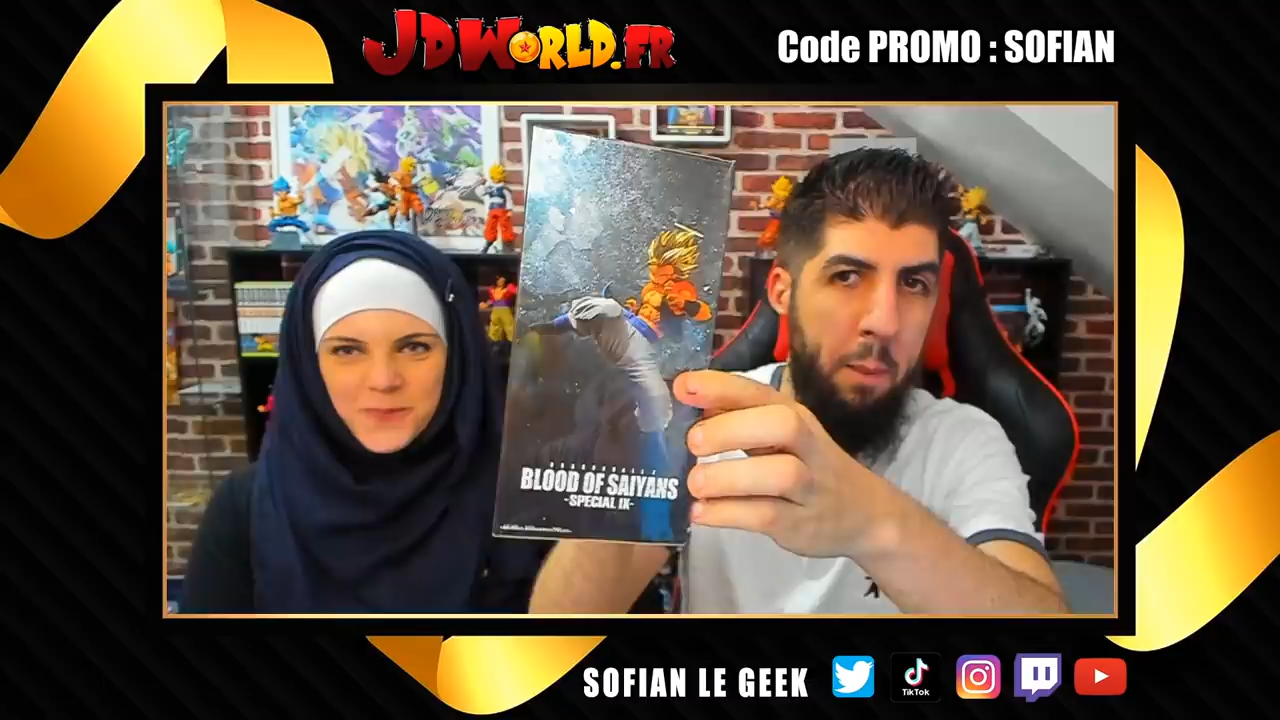 JDWORLD.FR
Code PROMO : SOFIAN
BLOOD OF SAIYANS
-SPECIAL IX-
SOFIAN LE GEEK
TikTok